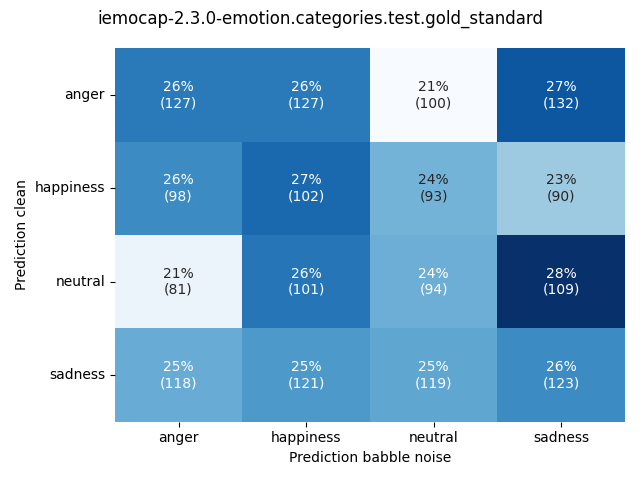 iemocap-2.3.0-emotion.categories.test.gold_standard
Prediction clean
anger
26% 26% 21% 27%
(127) (127) (100) (132)
happiness
26% 27% 24% 23%
(98) (102) (93) (90)
neutral
21% 26% 24% 28%
(81) (101) (94) (109)
sadness
25% 25% 25% 26%
(118) (121) (119) (123)
anger happiness neutral sadness
Prediction babble noise